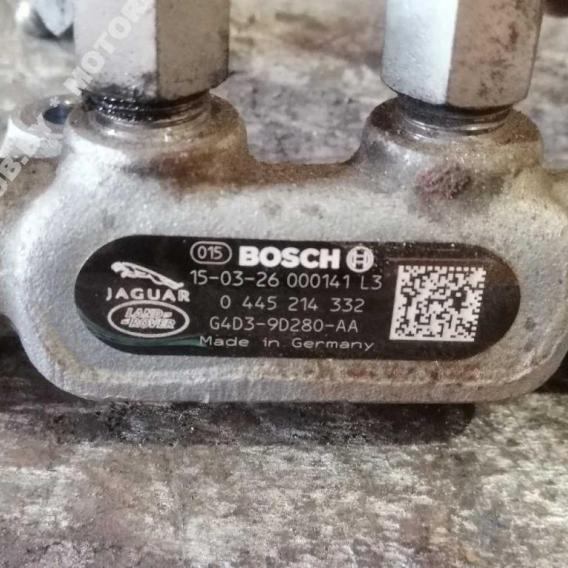 015 BOSCH
15-03-26 000141 L3
JAGUAR
0 445 214 332
LAND ROVER
G4D3-9D280-AA
Made in Germany